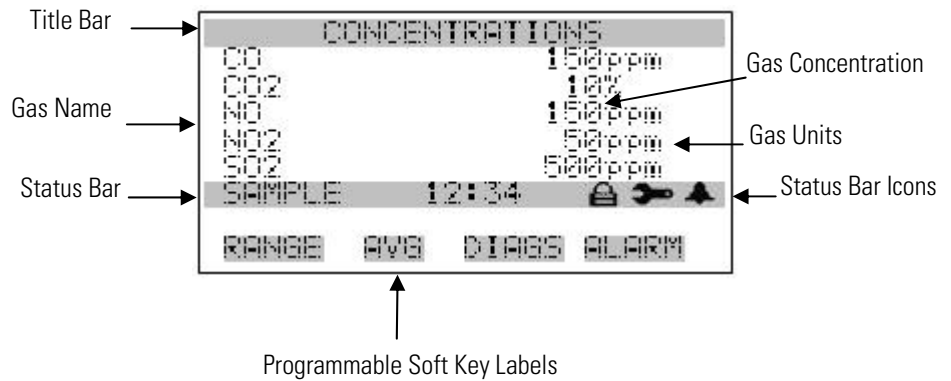 Title Bar
CONCENTRATIONS
CO 150ppm
CO2 10%
Gas Concentration
Gas Name
NO 150ppm
NO2 50ppm
Gas Units
SO2 500ppm
Status Bar
SAMPLE 12:34
Status Bar Icons
RANGE AVG DIAGS ALARM
Programmable Soft Key Labels